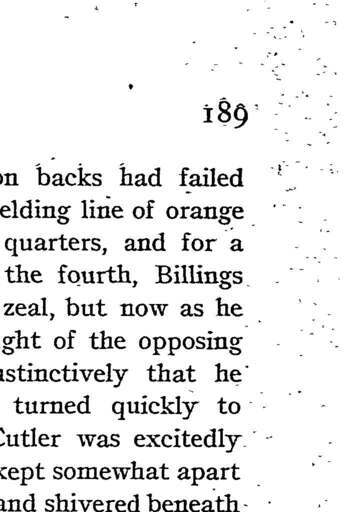 189
on backs had failed
elding line of orange
quarters, and for a
the fourth, Billings
zeal, but now as he
ght of the opposing
nstinctively that he
turned quickly to
Cutler was excitedly
kept somewhat apart
and shivered beneath